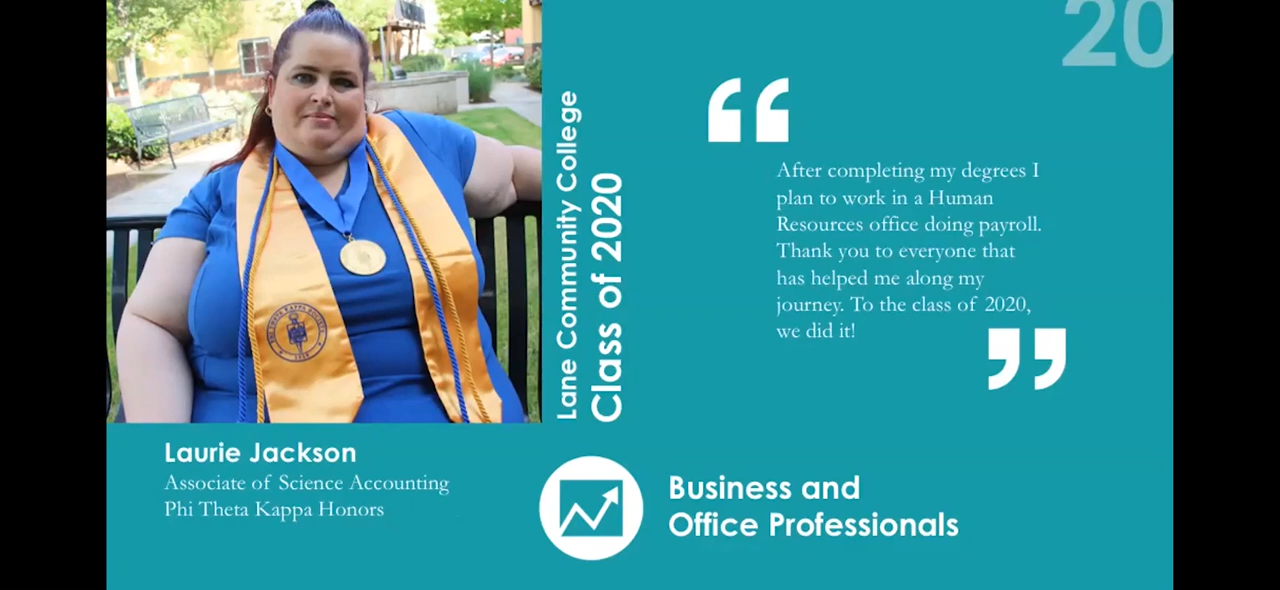 20
Lane Community College
Class of 2020
After completing my degrees I
plan to work in a Human
Resources office doing payroll.
Thank you to everyone that
has helped me along my
journey. To the class of 2020,
we did it!
Laurie Jackson
Associate of Science Accounting
Phi Theta Kappa Honors
Business and
Office Professionals